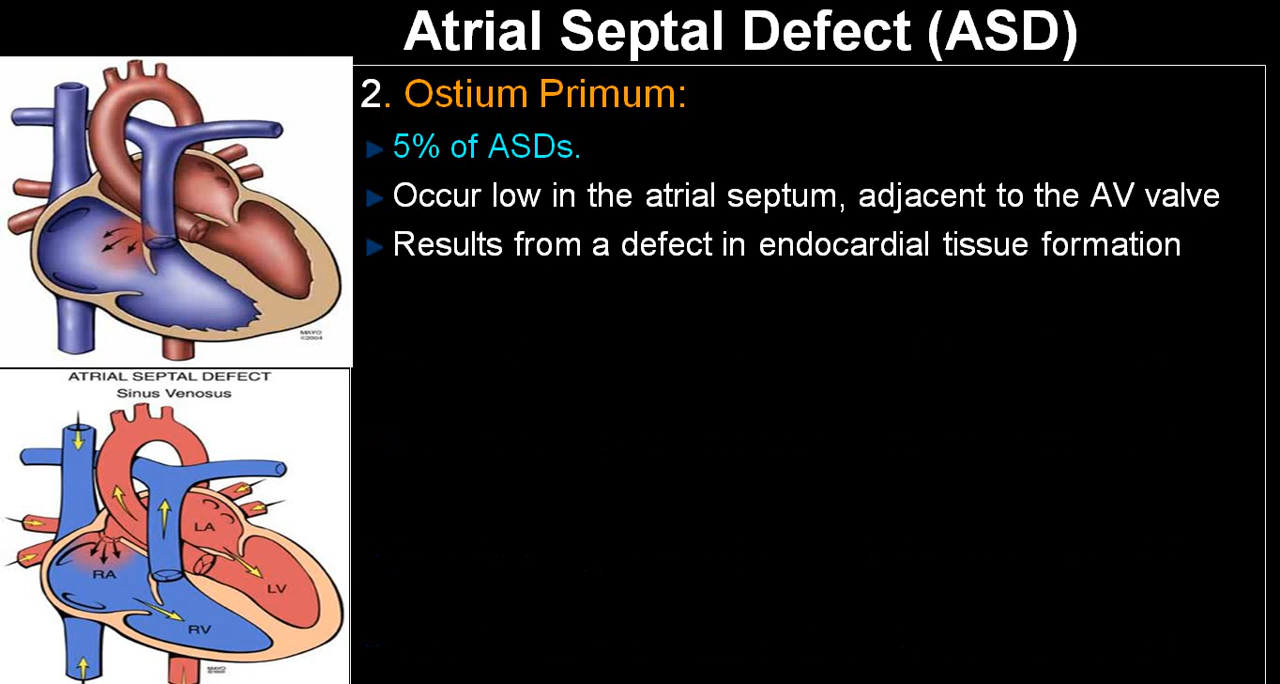 Atrial Septal Defect (ASD)
2. Ostium Primum:
5% of ASDs.
Occur low in the atrial septum, adjacent to the AV valve
Results from a defect in endocardial tissue formation
MAYO
©2004
ATRIAL SEPTAL DEFECT
Sinus Venosus
LA
RA
LV
RV
MAYO